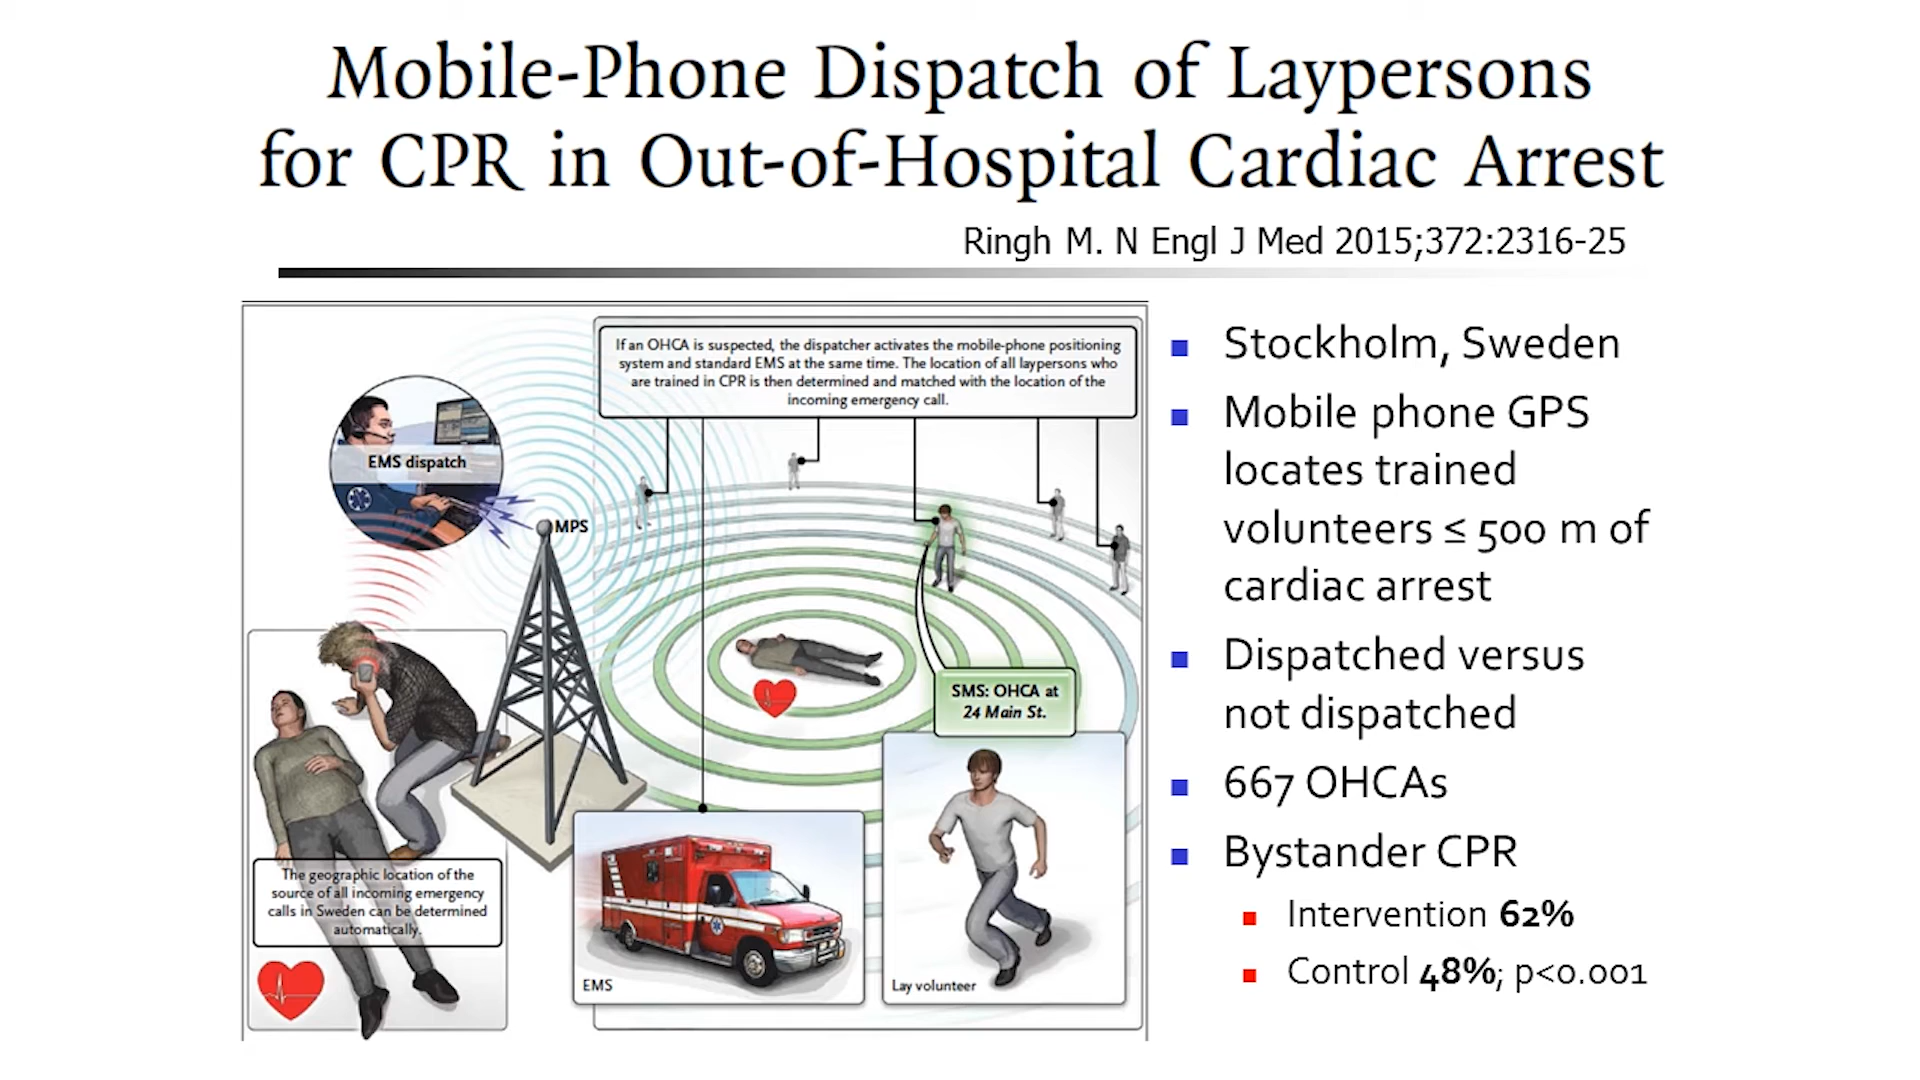 Mobile-Phone Dispatch of Laypersons
for CPR in Out-of-Hospital Cardiac Arrest
Ringh M. N Engl J Med 2015;372:2316-25
If an OHCA is suspected, the dispatcher activates the mobile-phone positioning
system and standard EMS at the same time. The location of all laypersons who
are trained in CPR is then determined and matched with the location of the
incoming emergency call.
EMS dispatch
MPS
SMS: OHCA at
24 Main St.
The geographic location of the
source of all incoming emergency
calls in Sweden can be determined
automatically.
EMS
Lay volunteer
■ Stockholm, Sweden
■ Mobile phone GPS
locates trained
volunteers ≤ 500 m of
cardiac arrest
■ Dispatched versus
not dispatched
■ 667 OHCAs
■ Bystander CPR
■ Intervention 62%
■ Control 48%; p<0.001